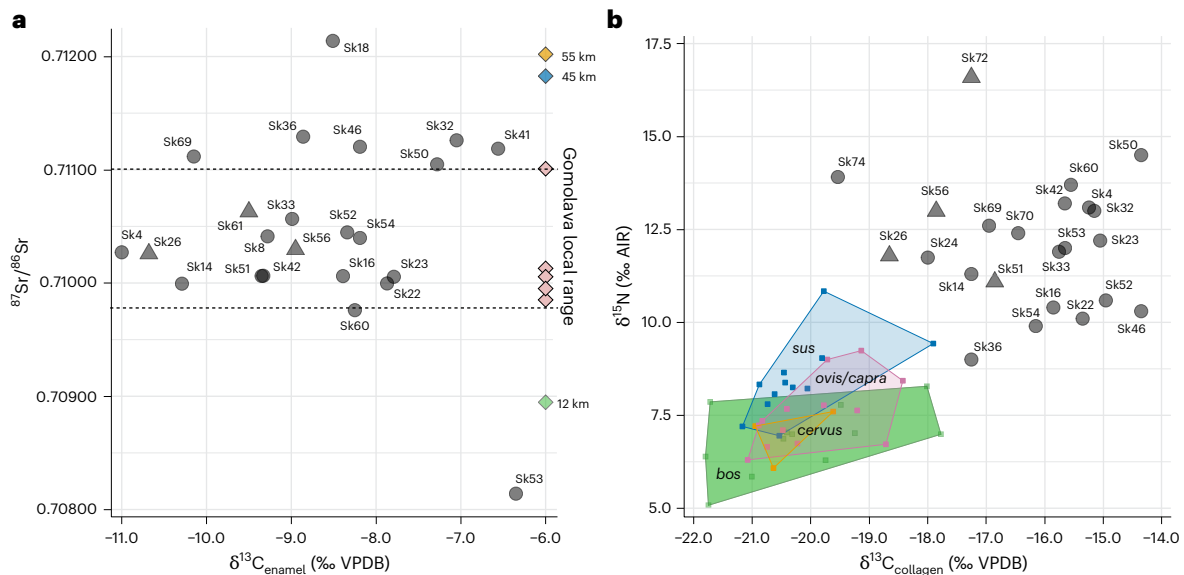 a
0.71200
0.71100
0.71000
0.70900
0.70800
⁸⁷Sr/⁸⁶Sr
−11.0 −10.0 −9.0 −8.0 −7.0 −6.0
δ¹³C_enamel (‰ VPDB)
Sk18
55 km
45 km
Sk36
Sk46
Sk32
Sk41
Sk69
Sk50
Gomolava local range
Sk61
Sk33
Sk52
Sk54
Sk4
Sk26
Sk8
Sk56
Sk14
Sk51
Sk42
Sk16
Sk23
Sk22
Sk60
12 km
Sk53
b
17.5
15.0
12.5
10.0
7.5
5.0
δ¹⁵N (‰ AIR)
−22.0 −21.0 −20.0 −19.0 −18.0 −17.0 −16.0 −15.0 −14.0
δ¹³C_collagen (‰ VPDB)
Sk72
Sk50
Sk74
Sk60
Sk56
Sk42
Sk4
Sk32
Sk69
Sk70
Sk26
Sk24
Sk53
Sk23
Sk33
Sk14
Sk51
Sk16
Sk52
Sk54
Sk22
Sk46
Sk36
sus
ovis/capra
cervus
bos